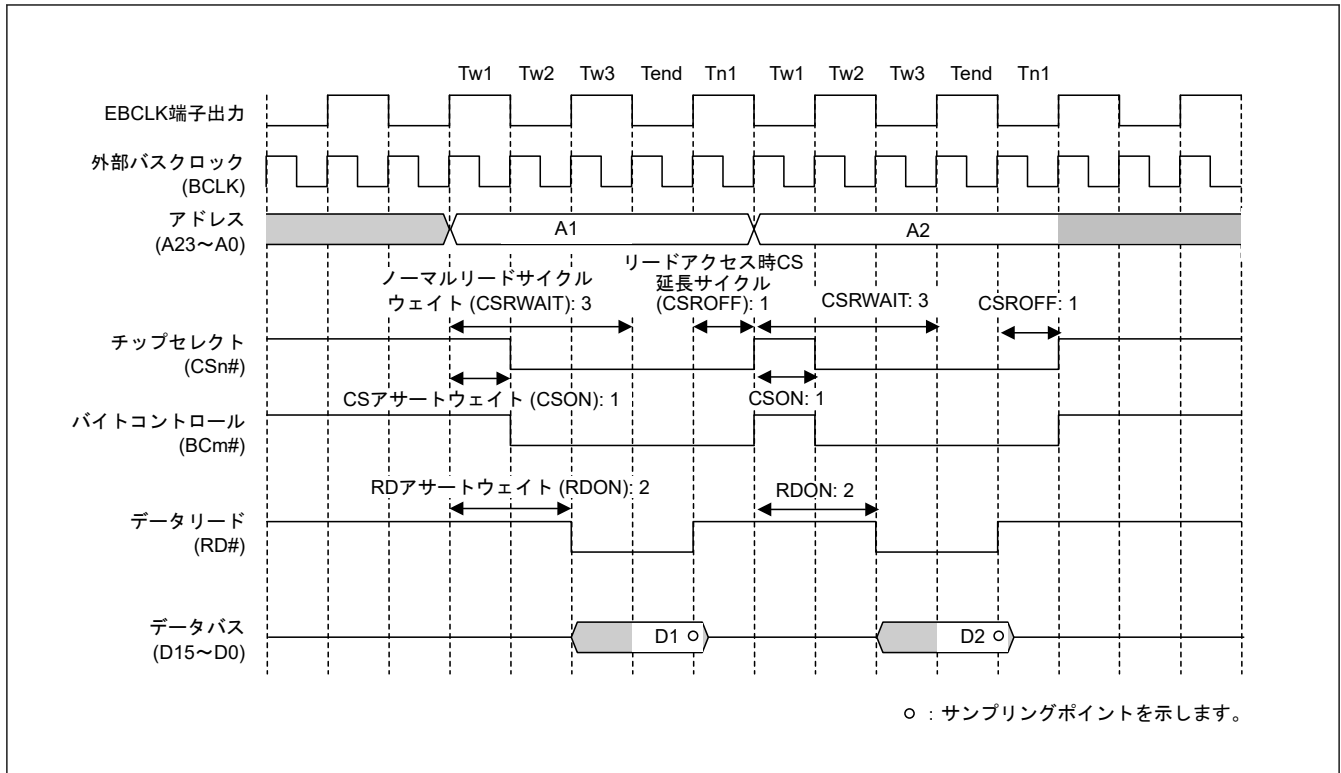 Tw1 Tw2 Tw3 Tend Tn1 Tw1 Tw2 Tw3 Tend Tn1
EBCLK端子出力
外部バスクロック
(BCLK)
アドレス
(A23～A0)
A1
A2
ノーマルリードサイクル
ウェイト (CSRWAIT): 3
リードアクセス時CS
延長サイクル
(CSROFF): 1
CSRWAIT: 3
CSROFF: 1
チップセレクト
(CSn#)
CSアサートウェイト (CSON): 1
CSON: 1
バイトコントロール
(BCm#)
RDアサートウェイト (RDON): 2
RDON: 2
データリード
(RD#)
データバス
(D15～D0)
D1
D2
：サンプリングポイントを示します。